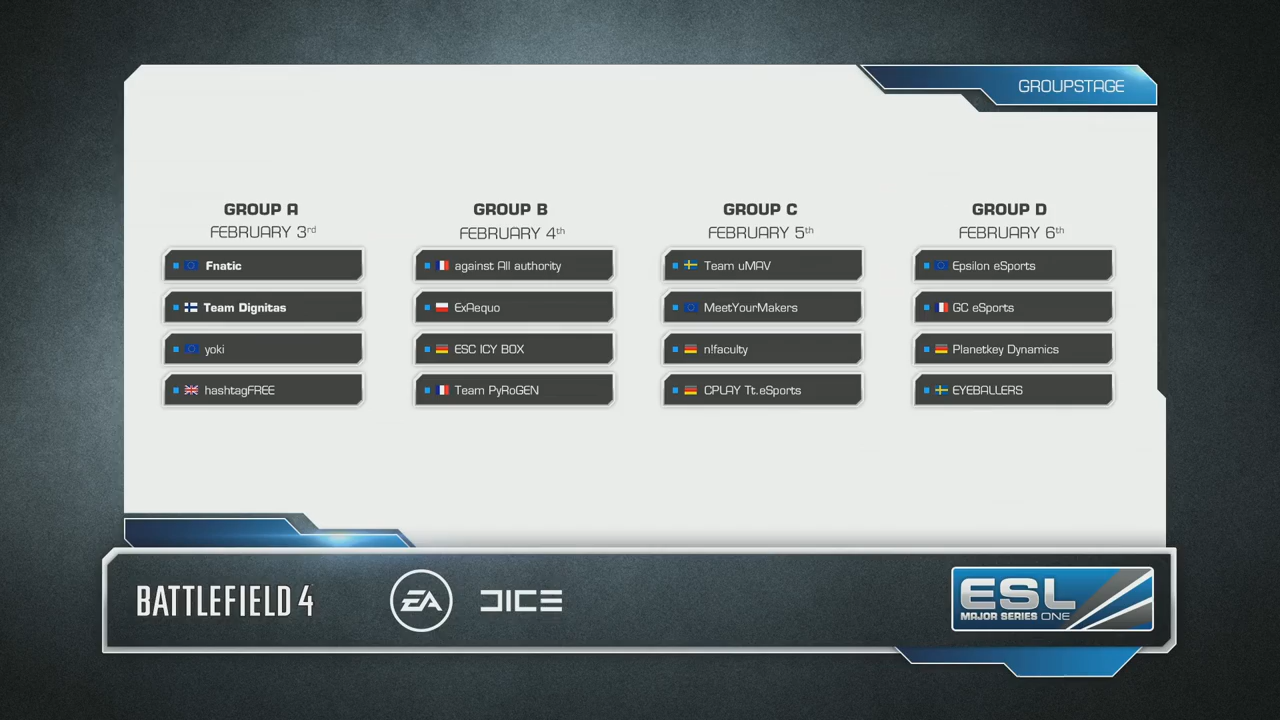 GROUPSTAGE
GROUP A
FEBRUARY 3rd
Fnatic
Team Dignitas
yoki
hashtagFREE
GROUP B
FEBRUARY 4th
against All authority
ExAequo
ESC ICY BOX
Team PyRoGEN
GROUP C
FEBRUARY 5th
Team uMAV
MeetYourMakers
n!faculty
CPLAY Tt.eSports
GROUP D
FEBRUARY 6th
Epsilon eSports
GC eSports
Planetkey Dynamics
EYEBALLERS
BATTLEFIELD 4
EA
DICE
ESL
MAJOR SERIES ONE